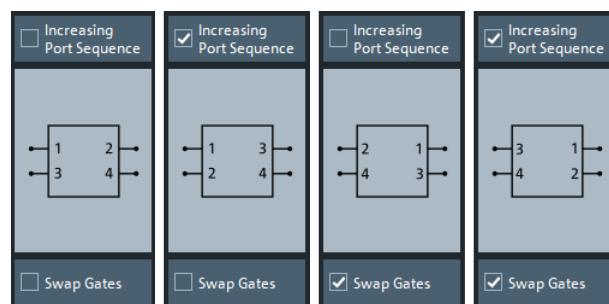 Increasing
Port Sequence
1 2
3 4
Swap Gates
Increasing
Port Sequence
1 3
2 4
Swap Gates
Increasing
Port Sequence
2 1
4 3
Swap Gates
Increasing
Port Sequence
3 1
4 2
Swap Gates